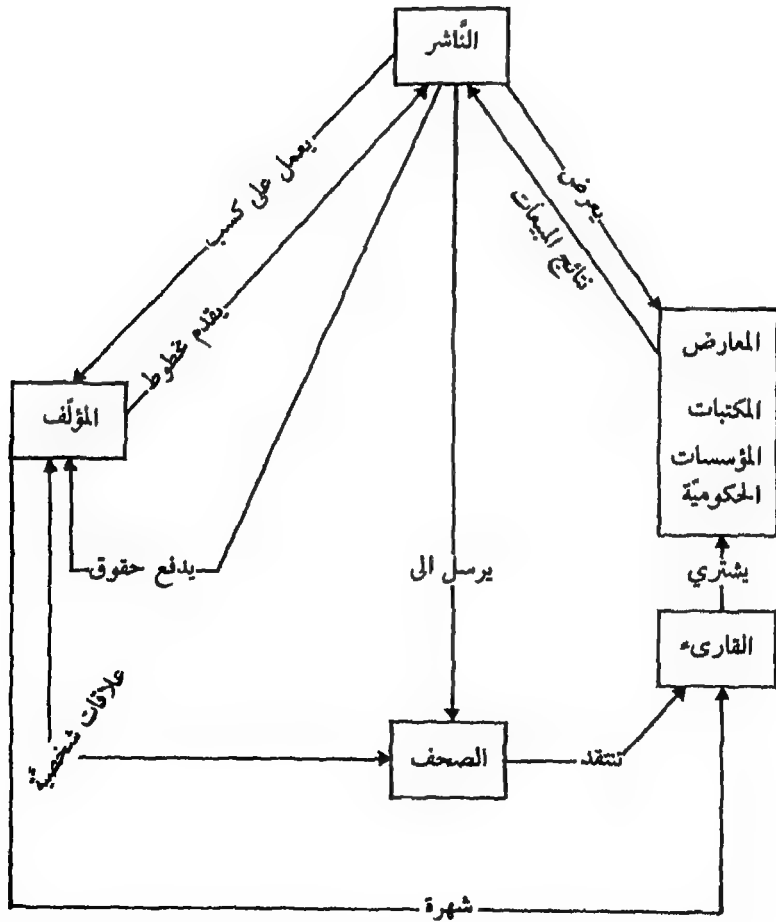 النَّاشر
يعمل على كسب
يقدم مخطوط
يعرض
نتائج المبيعات
المعارض
المكتبات
المؤسسات
الحكوميّة
المؤلّف
يدفع حقوق
يرسل الى
يشتري
القارىء
علاقات شخصيّة
الصحف
تنتقد
شهرة